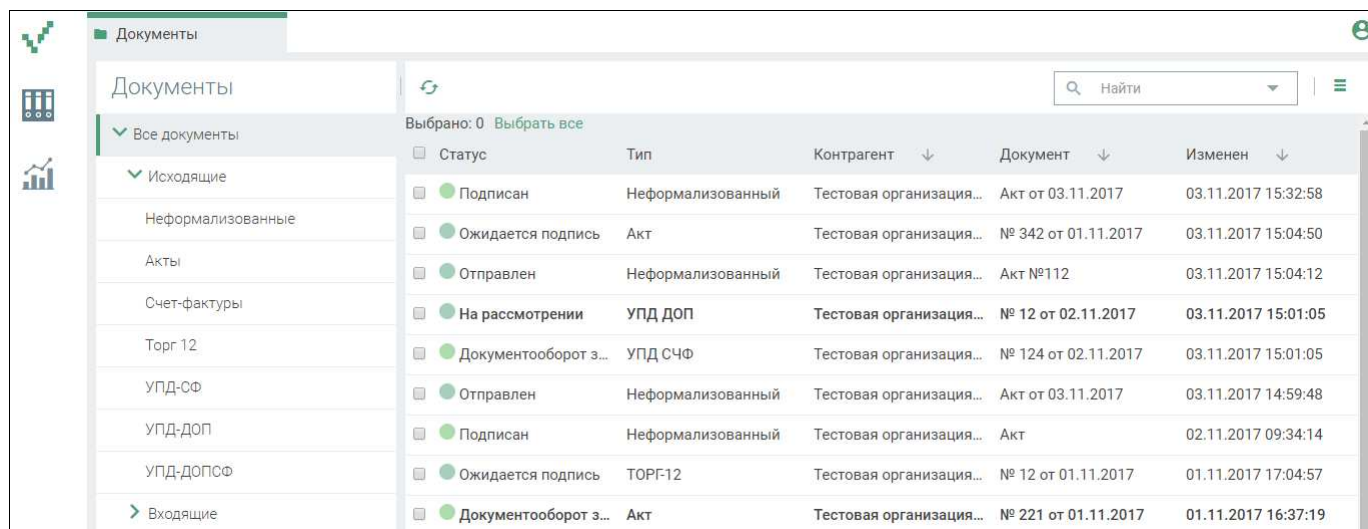 Документы
Документы
Найти
Все документы
Исходящие
Неформализованные
Акты
Счет-фактуры
Торг 12
УПД-СФ
УПД-ДОП
УПД-ДОПСФ
Входящие
Выбрано: 0 Выбрать все
Статус Тип Контрагент Документ Изменен
Подписан Неформализованный Тестовая организация... Акт от 03.11.2017 03.11.2017 15:32:58
Ожидается подпись Акт Тестовая организация... № 342 от 01.11.2017 03.11.2017 15:04:50
Отправлен Неформализованный Тестовая организация... Акт №112 03.11.2017 15:04:12
На рассмотрении УПД ДОП Тестовая организация... № 12 от 02.11.2017 03.11.2017 15:01:05
Документооборот з... УПД СЧФ Тестовая организация... № 124 от 02.11.2017 03.11.2017 15:01:05
Отправлен Неформализованный Тестовая организация... Акт от 03.11.2017 03.11.2017 14:59:48
Подписан Неформализованный Тестовая организация... Акт 02.11.2017 09:34:14
Ожидается подпись ТОРГ-12 Тестовая организация... № 12 от 01.11.2017 01.11.2017 17:04:57
Документооборот з... Акт Тестовая организация... № 221 от 01.11.2017 01.11.2017 16:37:19